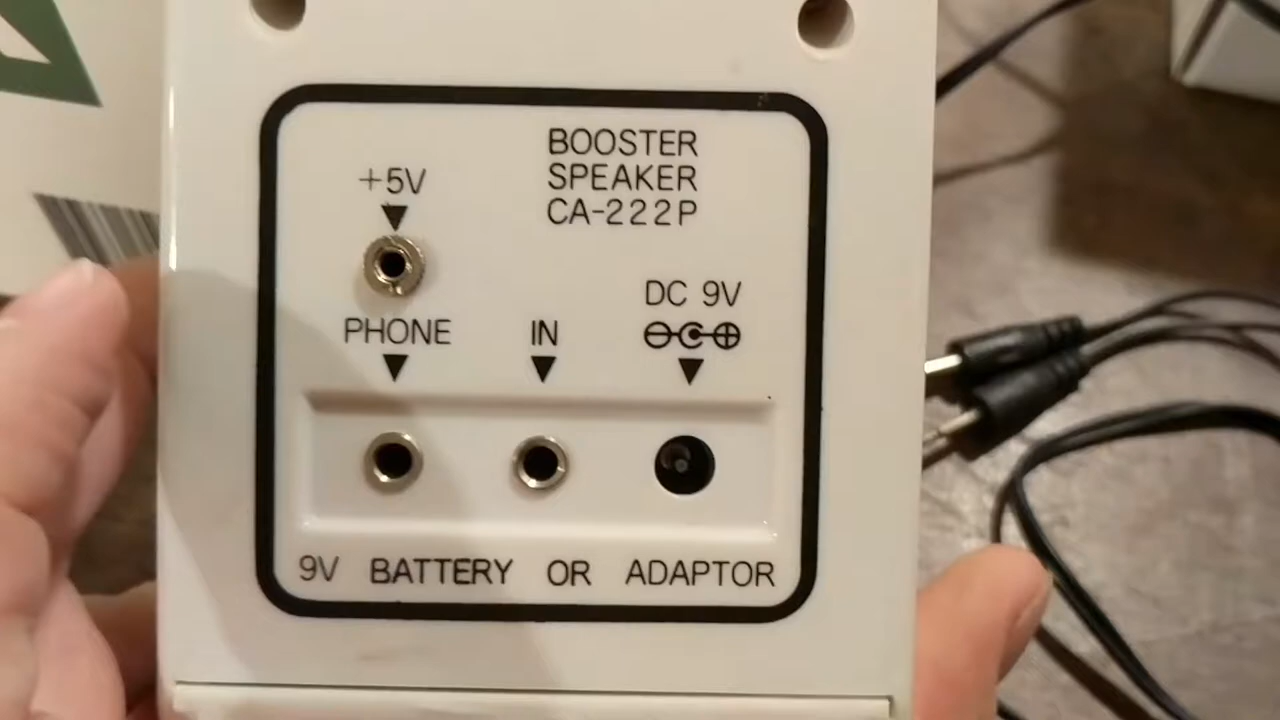 BOOSTER
SPEAKER
CA-222P
+5V
DC 9V
PHONE
IN
9V BATTERY OR ADAPTOR